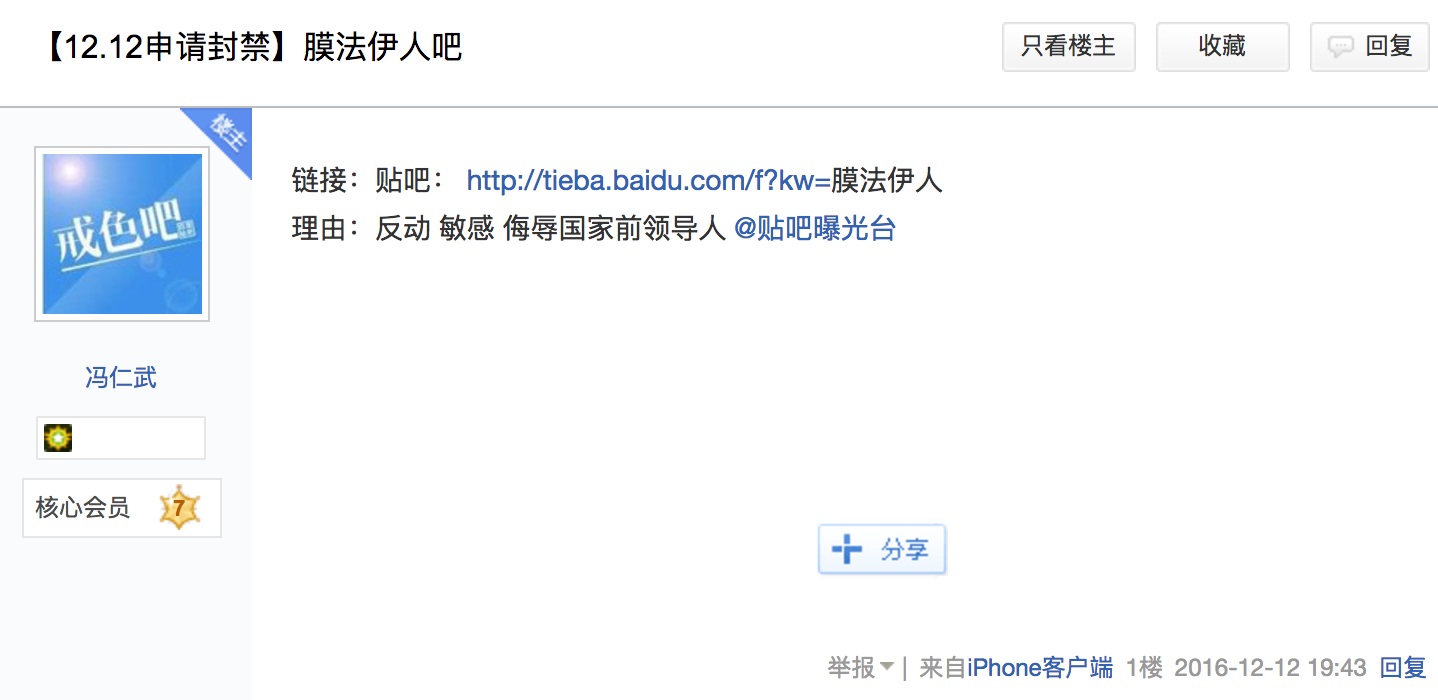 【12.12申请封禁】膜法伊人吧
只看楼主
收藏
回复
楼主
戒色吧
冯仁武
核心会员 7
链接：贴吧： http://tieba.baidu.com/f?kw=膜法伊人
理由：反动 敏感 侮辱国家前领导人 @贴吧曝光台
分享
举报 | 来自iPhone客户端 1楼 2016-12-12 19:43 回复